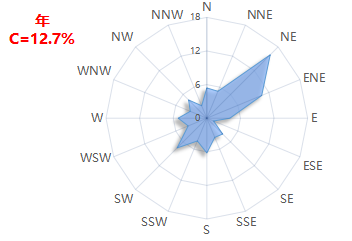 年
C=12.7%
N
NNE
NE
ENE
E
ESE
SE
SSE
S
SSW
SW
WSW
W
WNW
NW
NNW
18
12
6
0